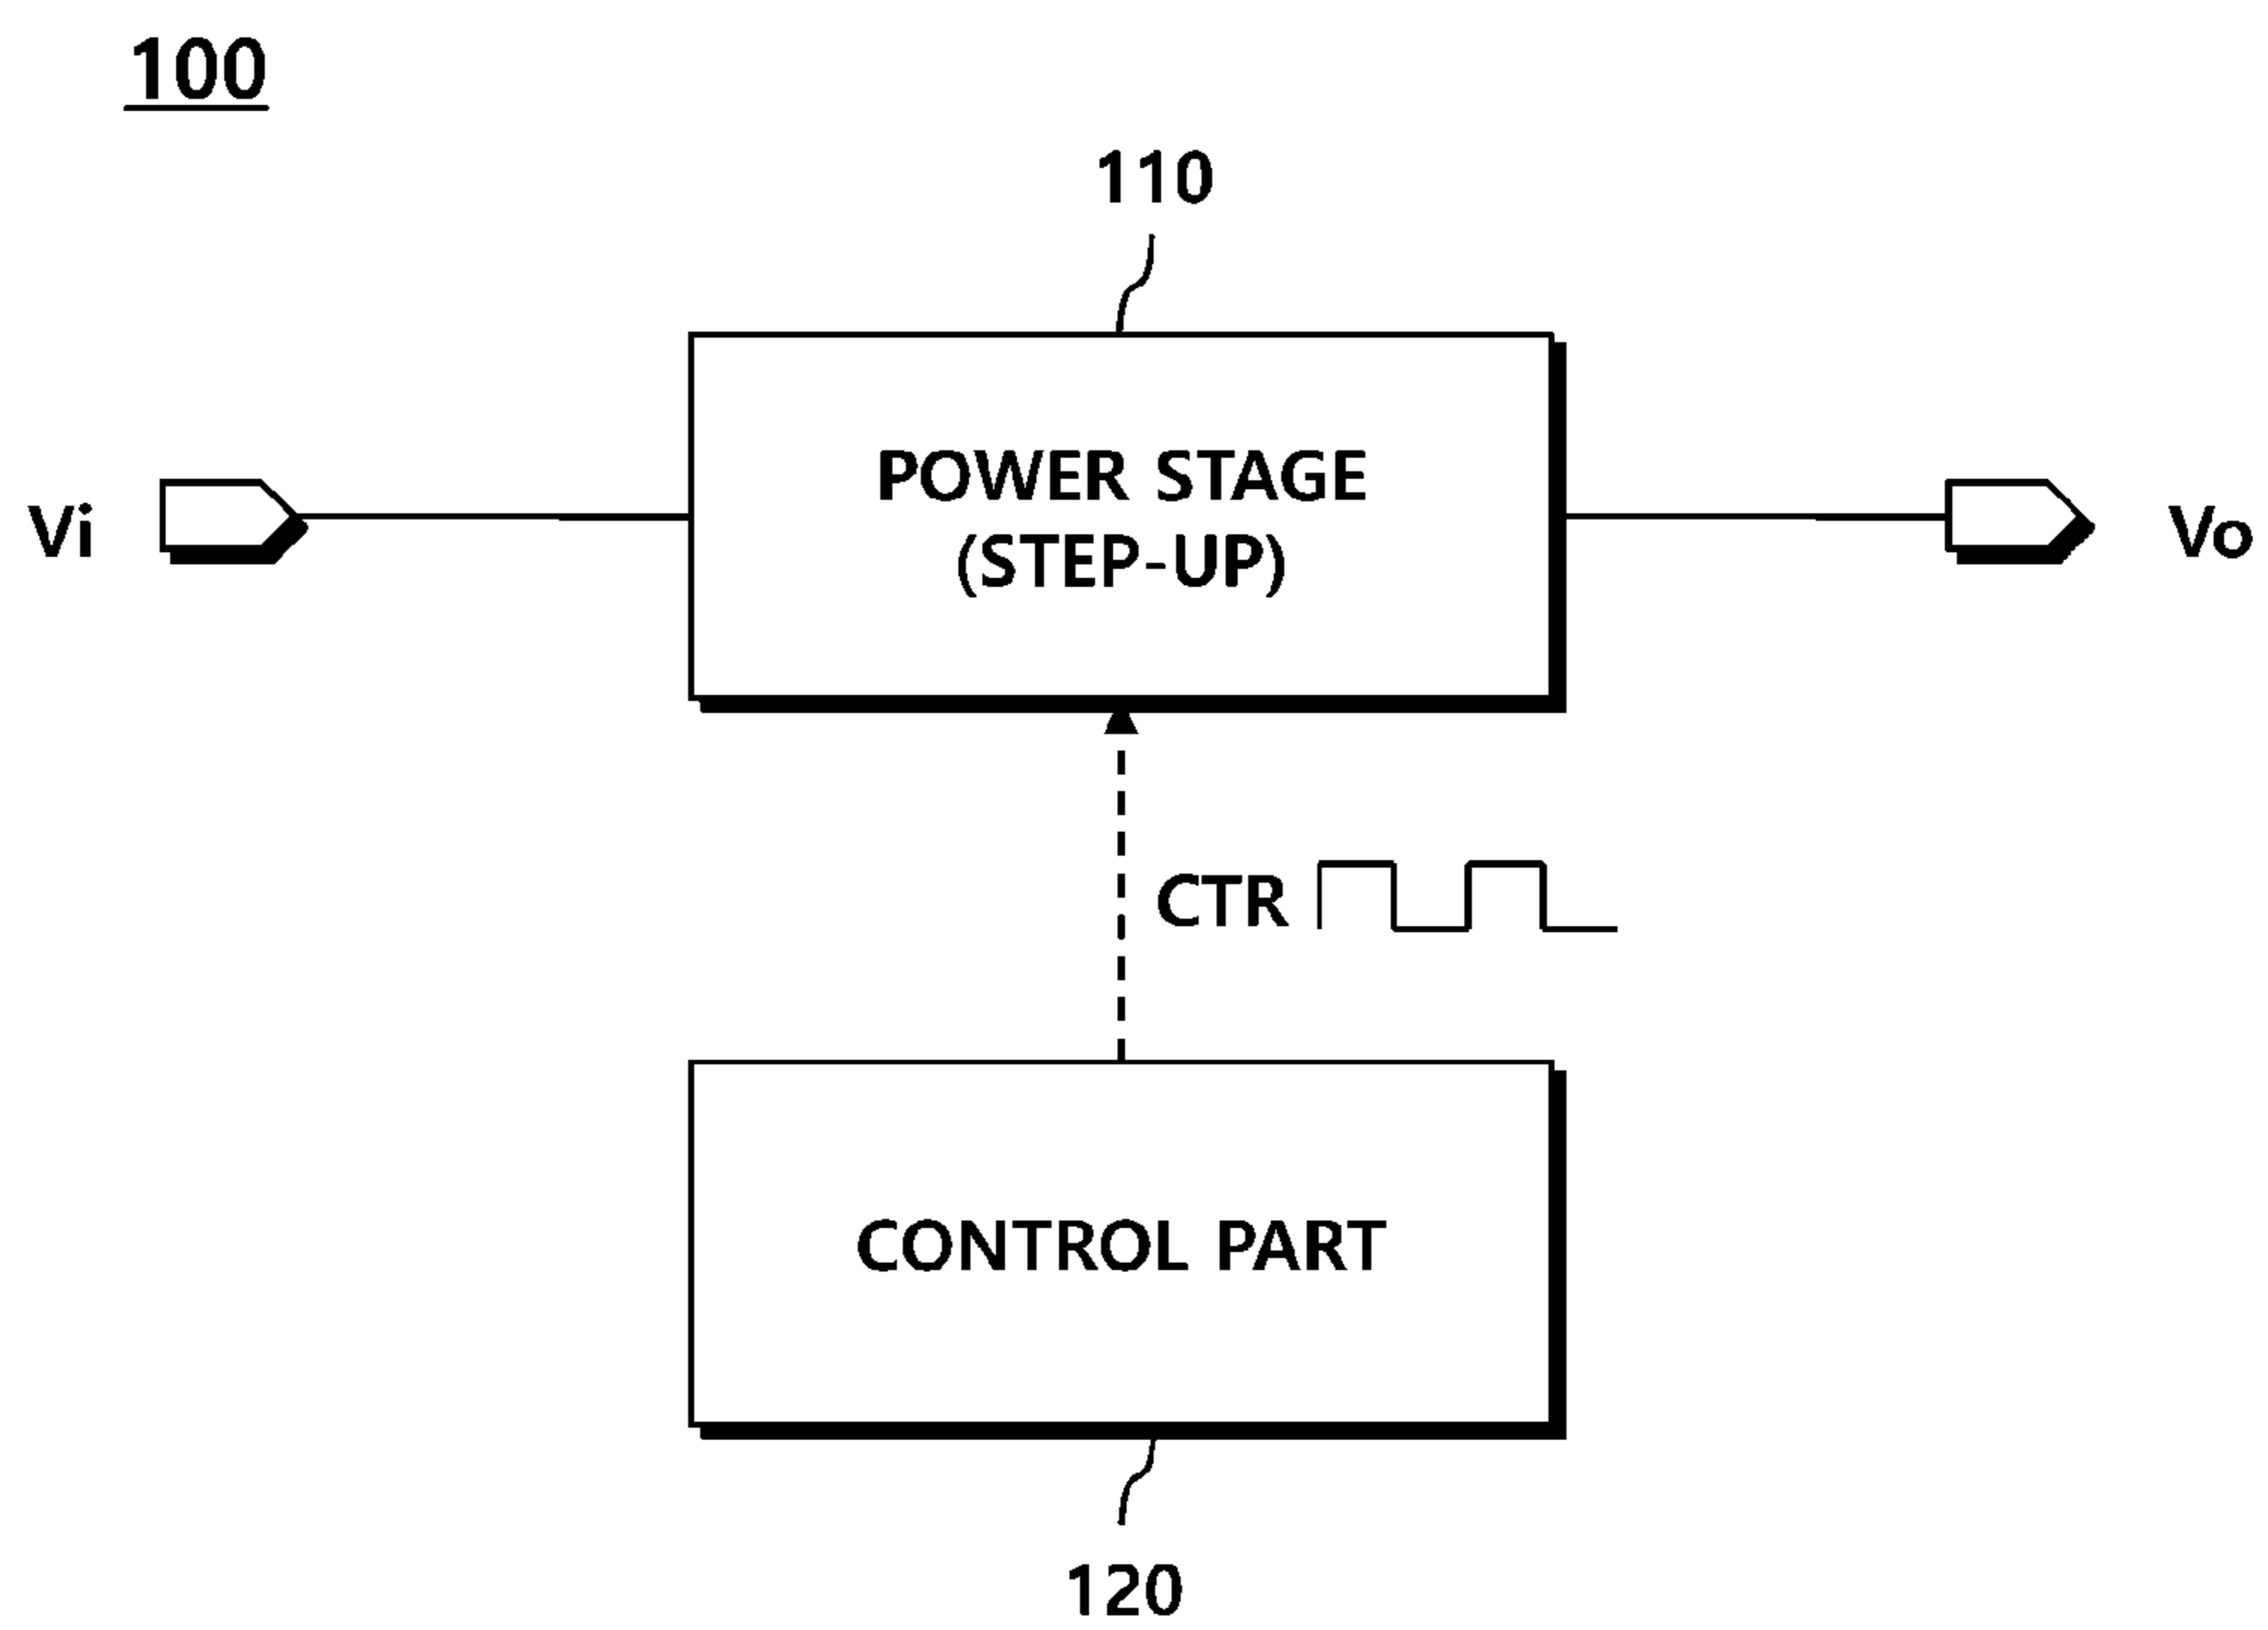 100
110
POWER STAGE
(STEP-UP)
Vi
Vo
CTR
CONTROL PART
120